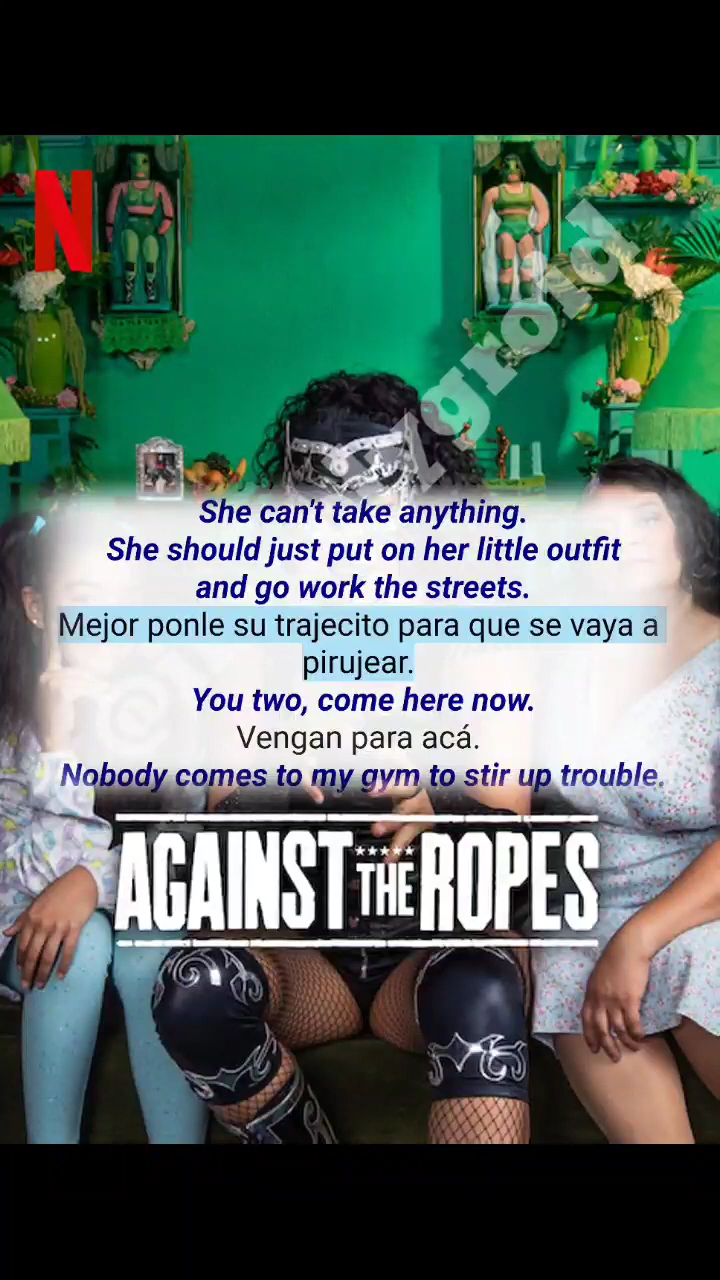 N
She can't take anything.
She should just put on her little outfit
and go work the streets.
Mejor ponle su trajecito para que se vaya a
pirujear.
You two, come here now.
Vengan para acá.
Nobody comes to my gym to stir up trouble.
AGAINST THE ROPES